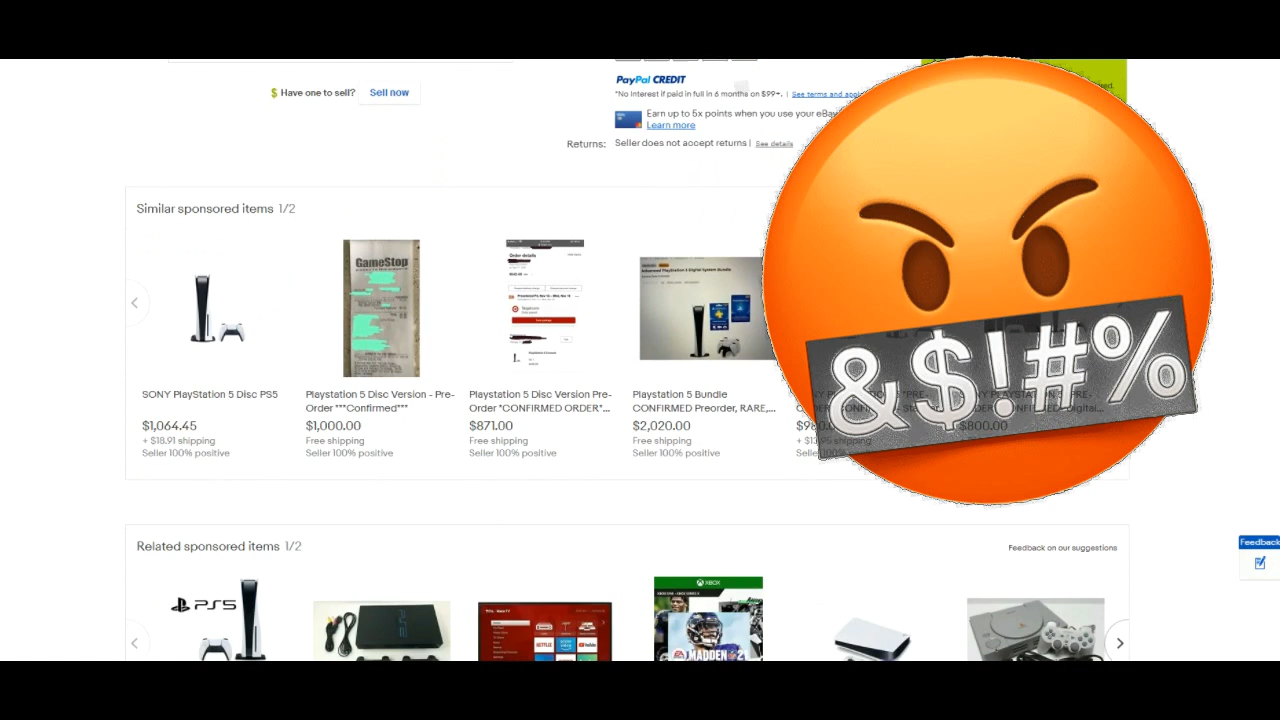 PayPal CREDIT
*No Interest if paid in full in 6 months on $99+. | See terms and
$ Have one to sell? Sell now
Earn up to 5x points when you use your eBay
Learn more
Returns: Seller does not accept returns | See details
Similar sponsored items 1/2
GameStop
Order details
SONY PlayStation 5 Disc PS5
$1,064.45
+ $18.91 shipping
Seller 100% positive
Playstation 5 Disc Version - Pre-
Order ***Confirmed***
$1,000.00
Free shipping
Seller 100% positive
Playstation 5 Disc Version Pre-
Order *CONFIRMED ORDER*...
$871.00
Free shipping
Seller 100% positive
Playstation 5 Bundle
CONFIRMED Preorder, RARE,...
$2,020.00
Free shipping
Seller 100% positive
$800.00
&$!#%
Related sponsored items 1/2
Feedback on our suggestions
Feedback
PS5
NETFLIX
YouTube
XBOX
MADDEN